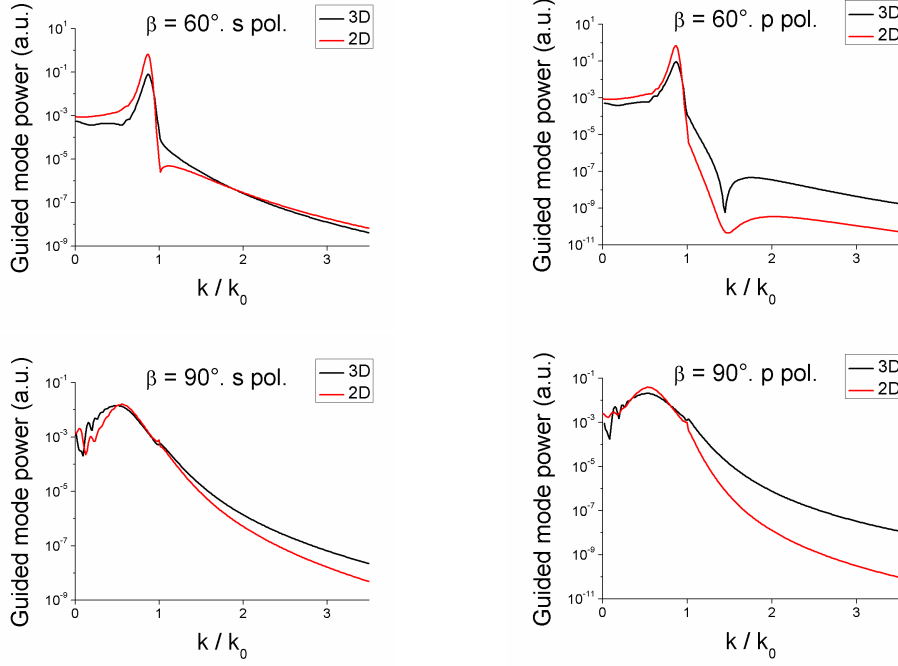 β = 60°. s pol.
3D
2D
Guided mode power (a.u.)
10¹
10⁻¹
10⁻³
10⁻⁵
10⁻⁷
10⁻⁹
0
1
2
3
k / k₀
β = 60°. p pol.
3D
2D
Guided mode power (a.u.)
10¹
10⁻¹
10⁻³
10⁻⁵
10⁻⁷
10⁻⁹
10⁻¹¹
0
1
2
3
k / k₀
β = 90°. s pol.
3D
2D
Guided mode power (a.u.)
10⁻¹
10⁻³
10⁻⁵
10⁻⁷
10⁻⁹
0
1
2
3
k / k₀
β = 90°. p pol.
3D
2D
Guided mode power (a.u.)
10⁻¹
10⁻³
10⁻⁵
10⁻⁷
10⁻⁹
10⁻¹¹
0
1
2
3
k / k₀